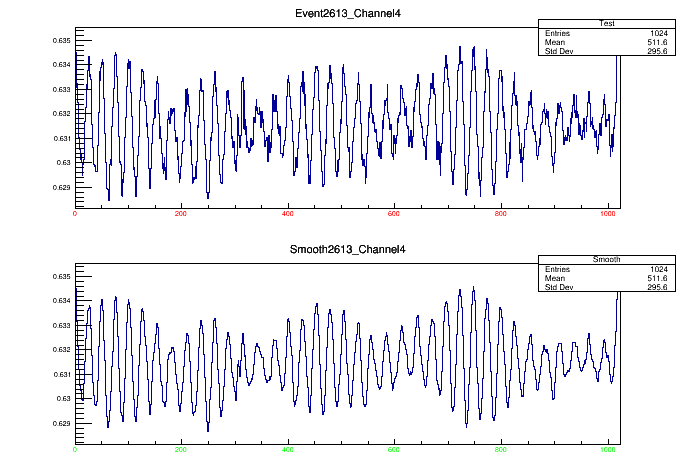 Event2613_Channel4
Test
Entries 1024
Mean 511.6
Std Dev 295.6
0.635
0.634
0.633
0.632
0.631
0.63
0.629
0 200 400 600 800 1000
Smooth2613_Channel4
Smooth
Entries 1024
Mean 511.6
Std Dev 295.6
0.635
0.634
0.633
0.632
0.631
0.63
0.629
0 200 400 600 800 1000